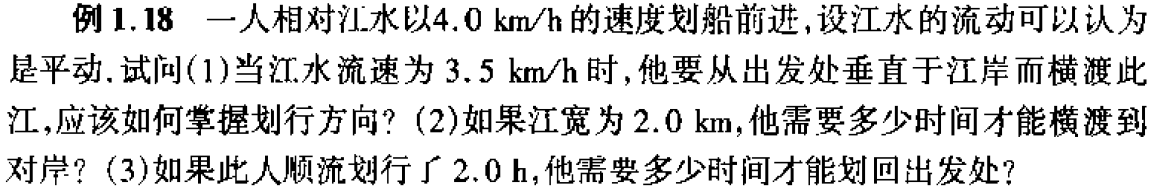 例1.18 一人相对江水以4.0 km/h的速度划船前进,设江水的流动可以认为
是平动.试问(1)当江水流速为3.5 km/h时,他要从出发处垂直于江岸而横渡此
江,应该如何掌握划行方向? (2)如果江宽为2.0 km,他需要多少时间才能横渡到
对岸? (3)如果此人顺流划行了2.0 h,他需要多少时间才能划回出发处?